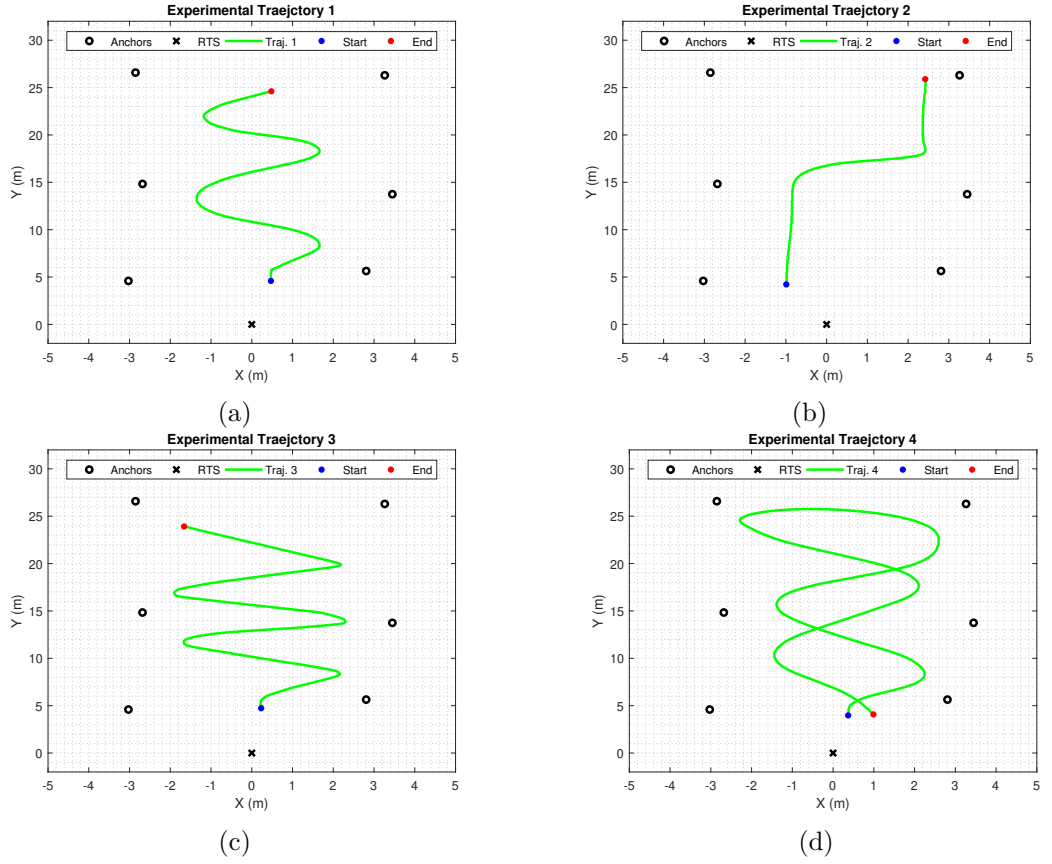 Experimental Traejctory 1
Anchors RTS Traj. 1 Start End
30
25
20
15
10
5
0
Y (m)
-5 -4 -3 -2 -1 0 1 2 3 4 5
X (m)
(a)
Experimental Traejctory 2
Anchors RTS Traj. 2 Start End
30
25
20
15
10
5
0
Y (m)
-5 -4 -3 -2 -1 0 1 2 3 4 5
X (m)
(b)
Experimental Traejctory 3
Anchors RTS Traj. 3 Start End
30
25
20
15
10
5
0
Y (m)
-5 -4 -3 -2 -1 0 1 2 3 4 5
X (m)
(c)
Experimental Traejctory 4
Anchors RTS Traj. 4 Start End
30
25
20
15
10
5
0
Y (m)
-5 -4 -3 -2 -1 0 1 2 3 4 5
X (m)
(d)